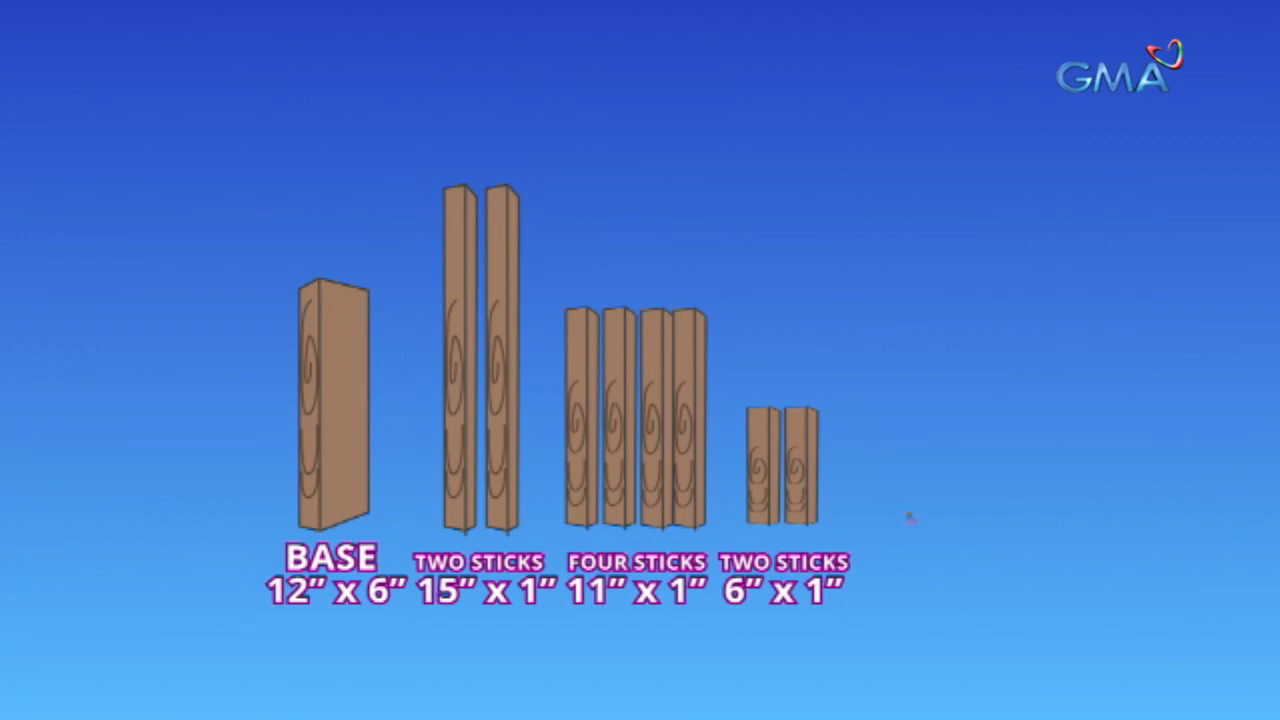 GMA
BASE
12” x 6”
TWO STICKS
15” x 1”
FOUR STICKS
11” x 1”
TWO STICKS
6” x 1”